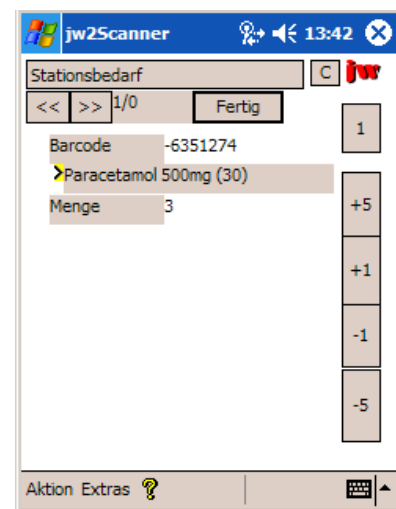 jw2Scanner 13:42
Stationsbedarf C jw
<< >> 1/0 Fertig
1
Barcode -6351274
Paracetamol 500mg (30)
Menge 3
+5
+1
-1
-5
Aktion Extras ?